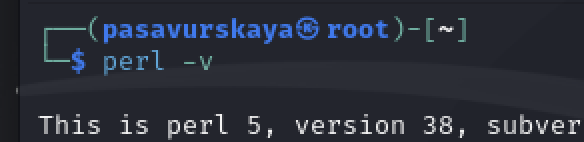 ┌──(pasavurskaya㉿root)-[~]
└─$ perl -v
This is perl 5, version 38, subver